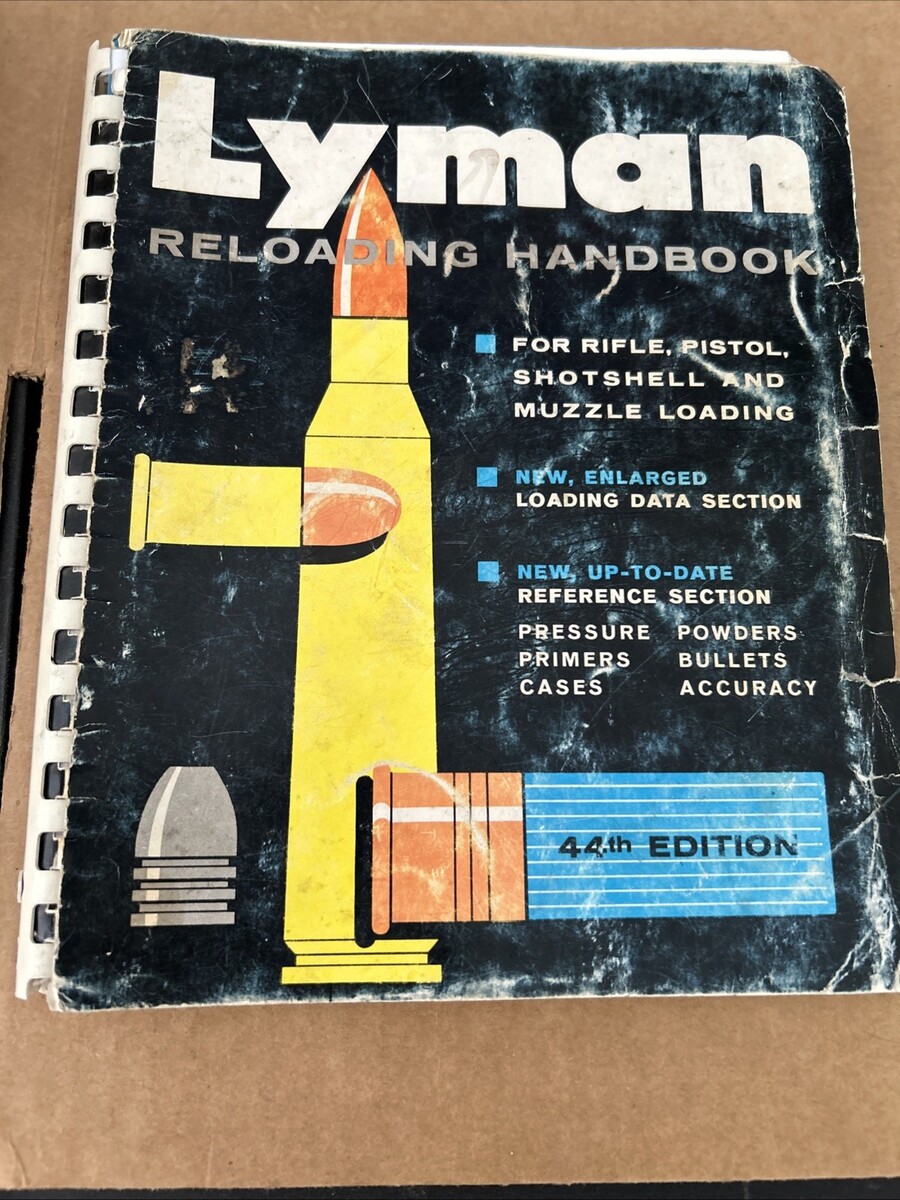 Lyman
RELOADING HANDBOOK
FOR RIFLE, PISTOL,
SHOTSHELL AND
MUZZLE LOADING
NEW, ENLARGED
LOADING DATA SECTION
NEW, UP-TO-DATE
REFERENCE SECTION
PRESSURE POWDERS
PRIMERS BULLETS
CASES ACCURACY
44th EDITION